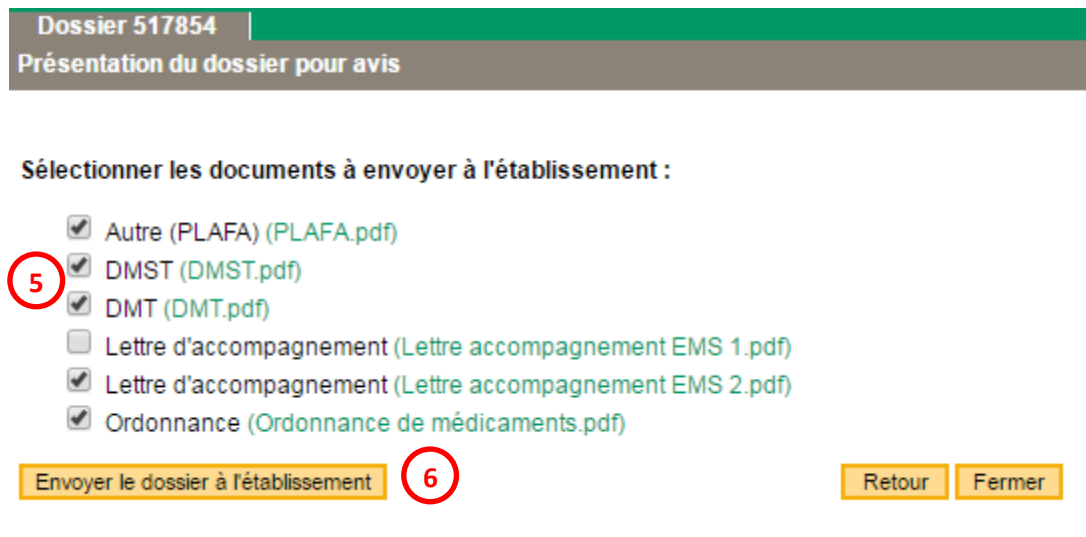 Dossier 517854
Présentation du dossier pour avis
Sélectionner les documents à envoyer à l'établissement :
Autre (PLAFA) (PLAFA.pdf)
5
DMST (DMST.pdf)
DMT (DMT.pdf)
Lettre d'accompagnement (Lettre accompagnement EMS 1.pdf)
Lettre d'accompagnement (Lettre accompagnement EMS 2.pdf)
Ordonnance (Ordonnance de médicaments.pdf)
Envoyer le dossier à l'établissement 6 Retour Fermer